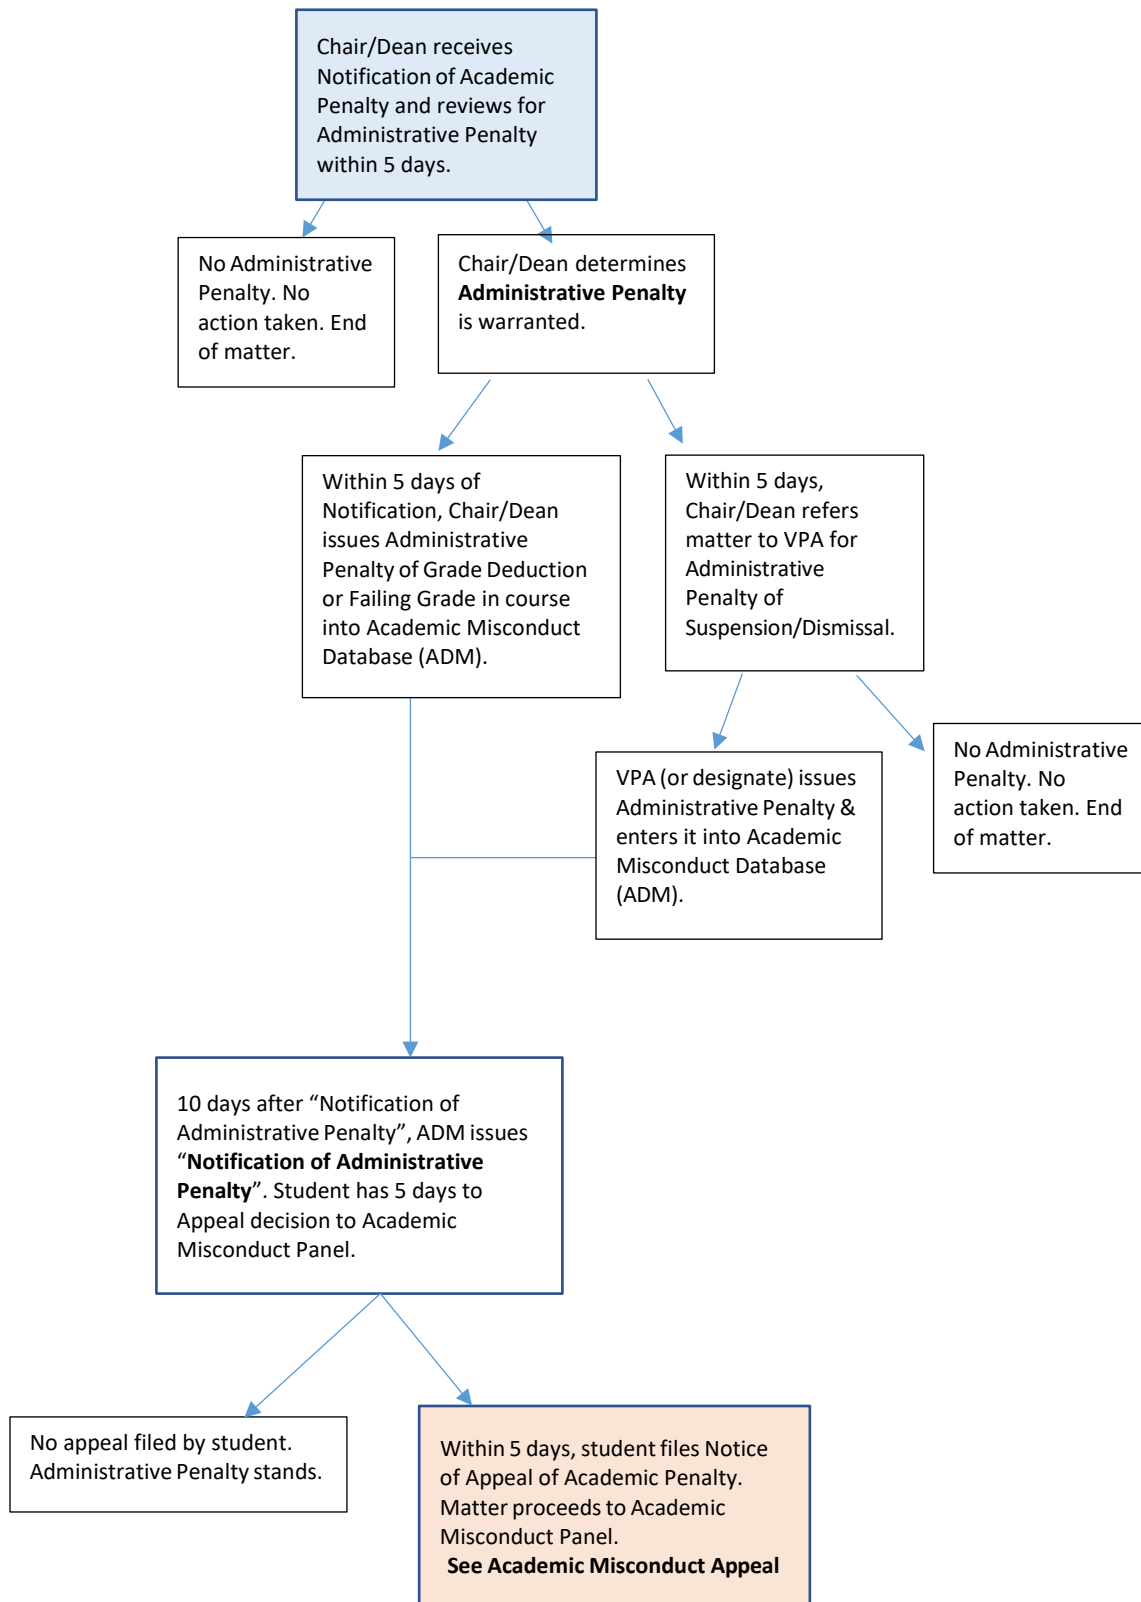 Chair/Dean receives
Notification of Academic
Penalty and reviews for
Administrative Penalty
within 5 days.
No Administrative
Penalty. No
action taken. End
of matter.
Chair/Dean determines
Administrative Penalty
is warranted.
Within 5 days of
Notification, Chair/Dean
issues Administrative
Penalty of Grade Deduction
or Failing Grade in course
into Academic Misconduct
Database (ADM).
Within 5 days,
Chair/Dean refers
matter to VPA for
Administrative
Penalty of
Suspension/Dismissal.
VPA (or designate) issues
Administrative Penalty &
enters it into Academic
Misconduct Database
(ADM).
No Administrative
Penalty. No
action taken. End
of matter.
10 days after “Notification of
Administrative Penalty”, ADM issues
“Notification of Administrative
Penalty”. Student has 5 days to
Appeal decision to Academic
Misconduct Panel.
No appeal filed by student.
Administrative Penalty stands.
Within 5 days, student files Notice
of Appeal of Academic Penalty.
Matter proceeds to Academic
Misconduct Panel.
See Academic Misconduct Appeal